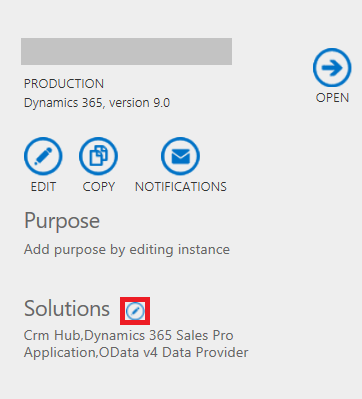 PRODUCTION
Dynamics 365, version 9.0
OPEN
EDIT COPY NOTIFICATIONS
Purpose
Add purpose by editing instance
Solutions
Crm Hub,Dynamics 365 Sales Pro
Application,OData v4 Data Provider